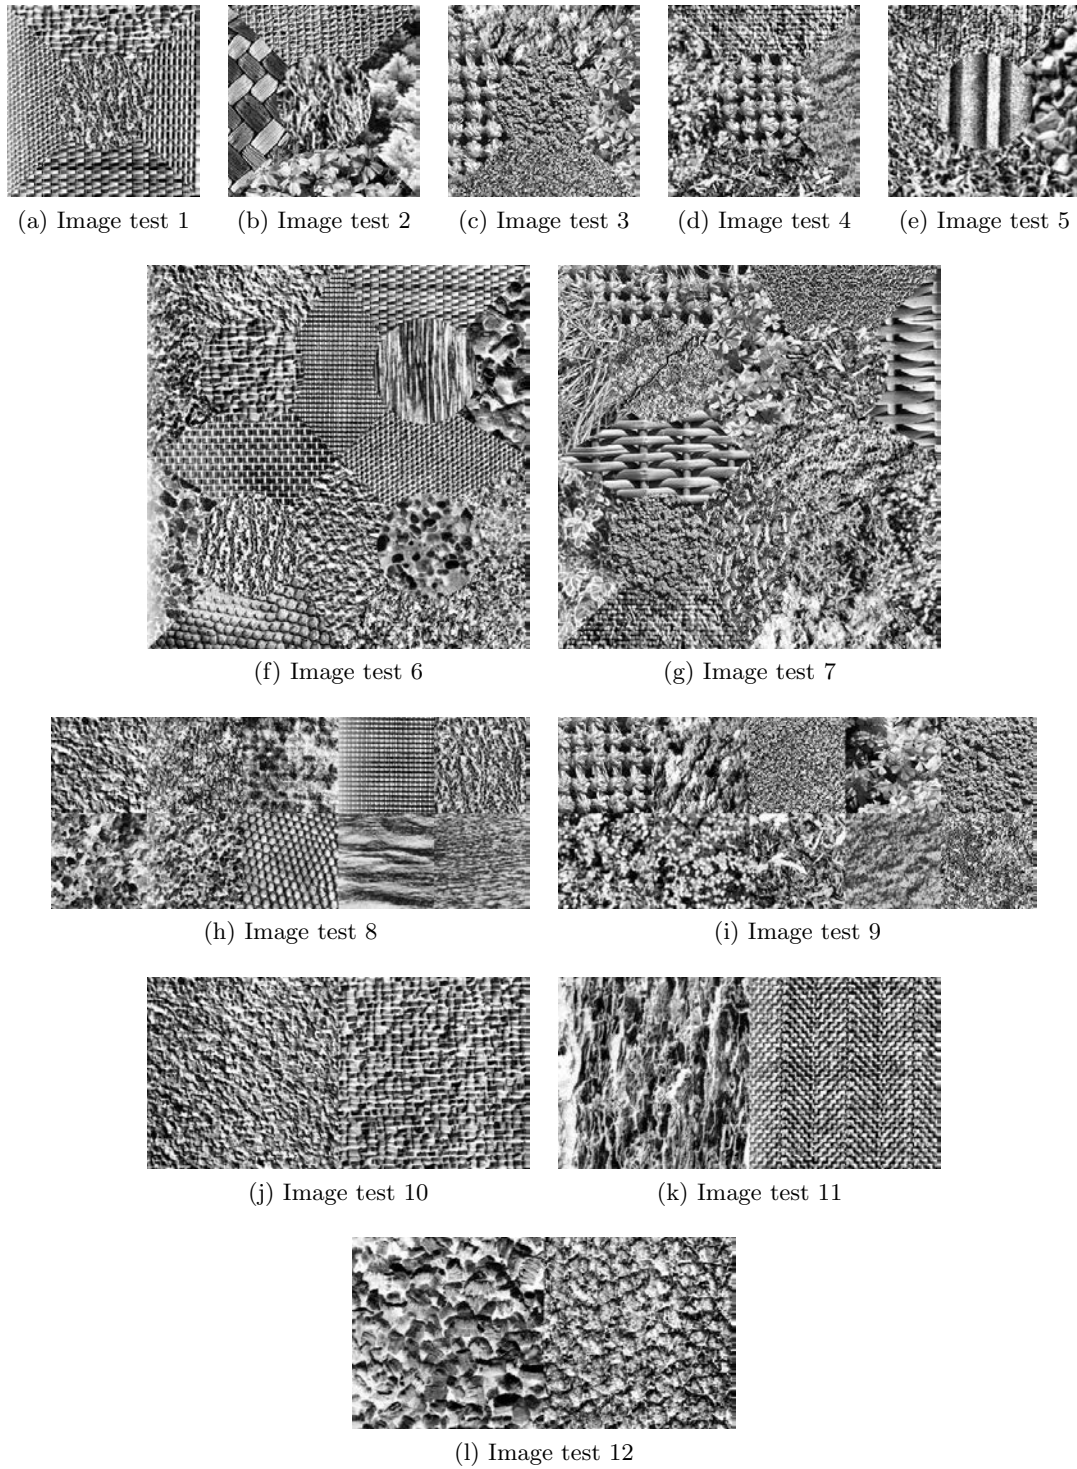 (a) Image test 1
(b) Image test 2
(c) Image test 3
(d) Image test 4
(e) Image test 5
(f) Image test 6
(g) Image test 7
(h) Image test 8
(i) Image test 9
(j) Image test 10
(k) Image test 11
(l) Image test 12